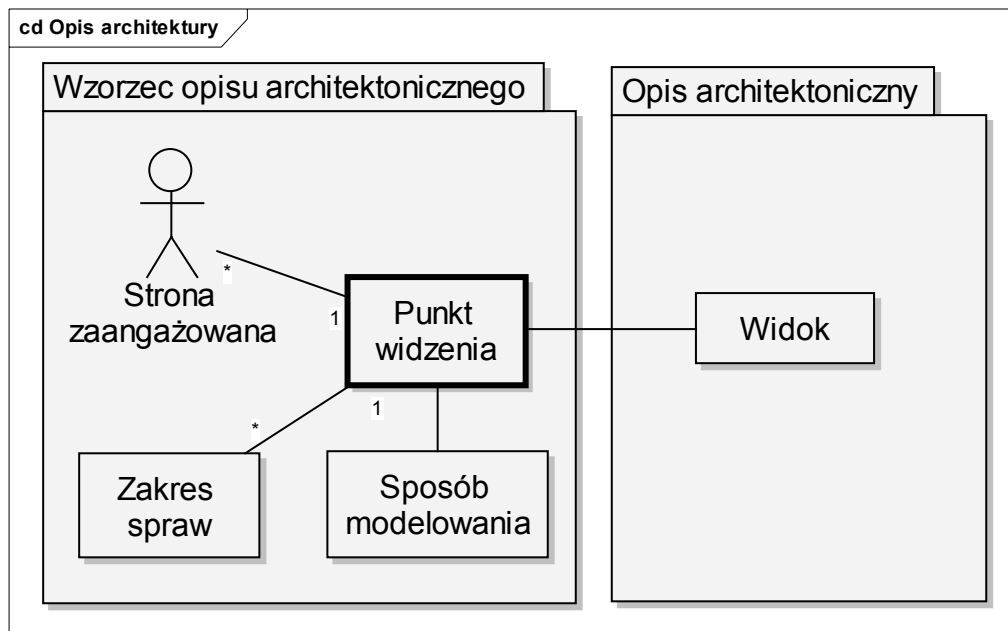 cd Opis architektury
Wzorzec opisu architektonicznego
Opis architektoniczny
Strona
zaangażowana
*
1
Punkt
widzenia
Widok
1
*
Zakres
spraw
Sposób
modelowania